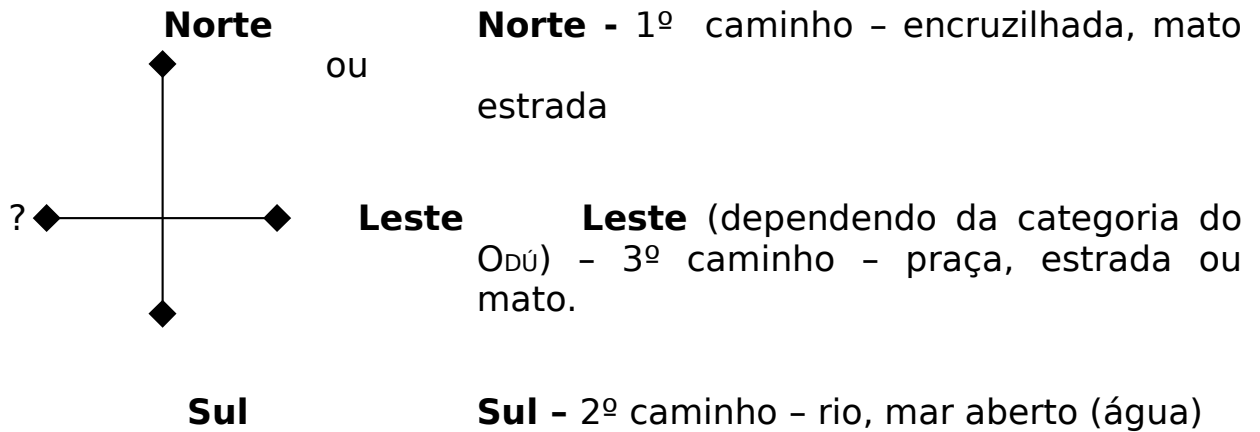 Norte Norte - 1º caminho – encruzilhada, mato
ou
estrada
? Leste Leste (dependendo da categoria do
ODÚ) – 3º caminho – praça, estrada ou
mato.
Sul Sul – 2º caminho – rio, mar aberto (água)